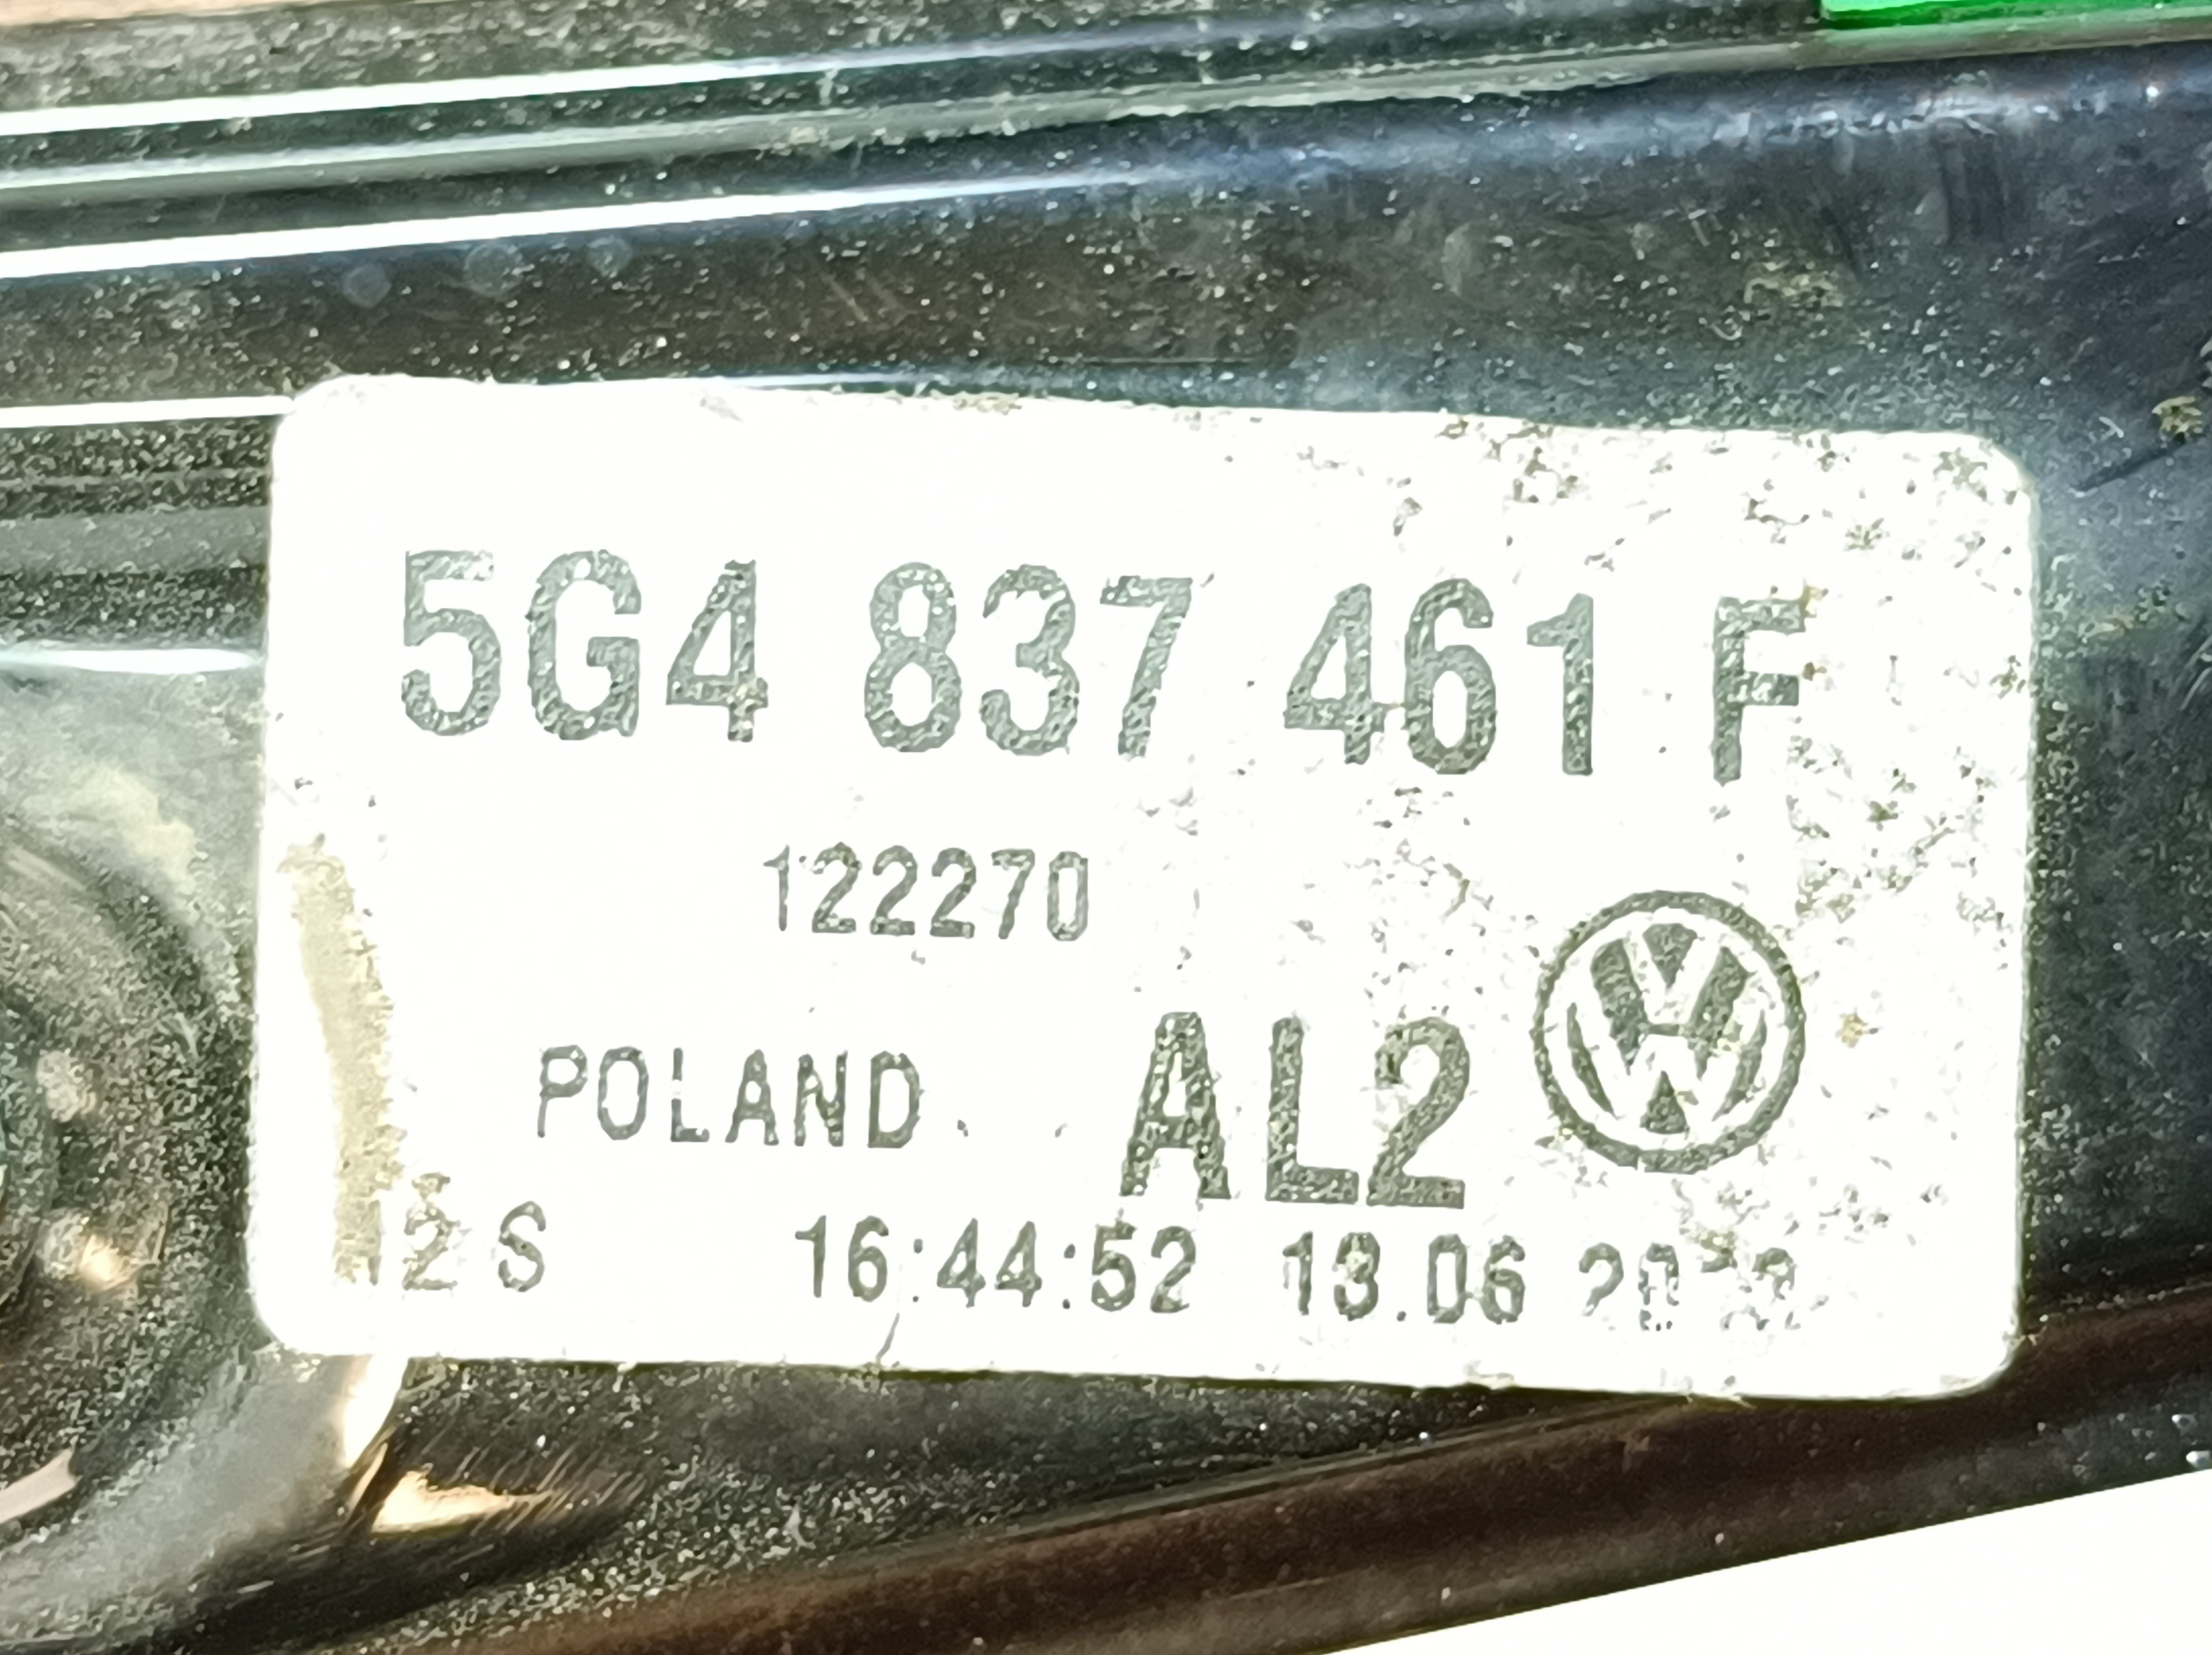 5G4 837 461 F
122270
POLAND AL2
S 16:44:52 13.06